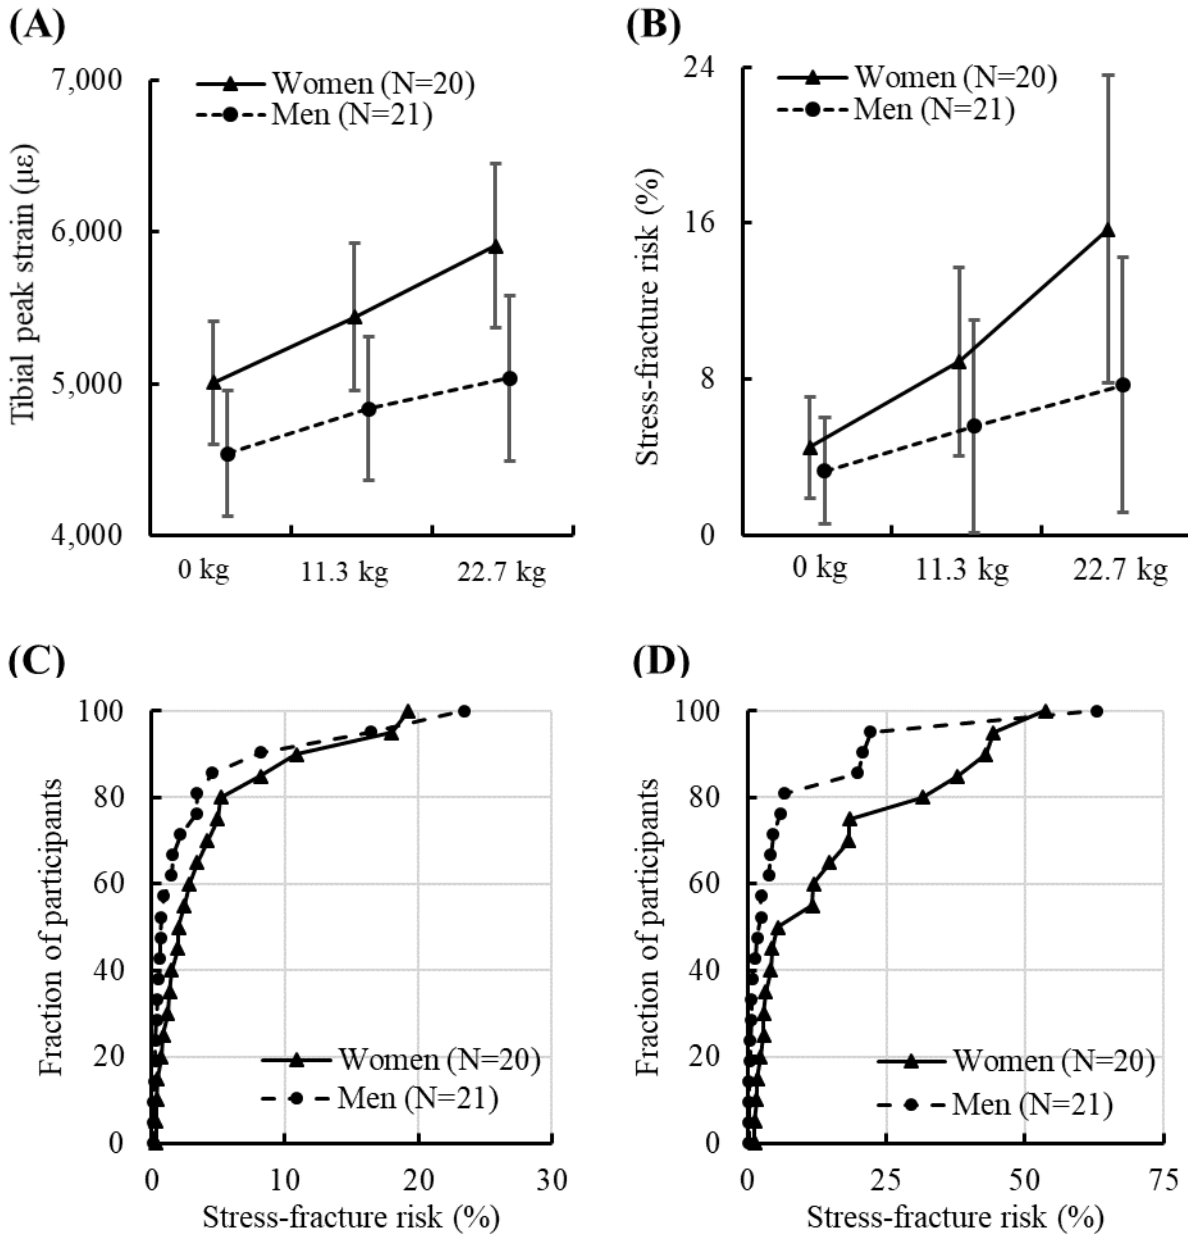 (A)
Tibial peak strain (με)
7,000
6,000
5,000
4,000
Women (N=20)
Men (N=21)
0 kg
11.3 kg
22.7 kg
(B)
Stress-fracture risk (%)
24
16
8
0
Women (N=20)
Men (N=21)
0 kg
11.3 kg
22.7 kg
(C)
Fraction of participants
100
80
60
40
20
0
Women (N=20)
Men (N=21)
0
10
20
30
Stress-fracture risk (%)
(D)
Fraction of participants
100
80
60
40
20
0
Women (N=20)
Men (N=21)
0
25
50
75
Stress-fracture risk (%)